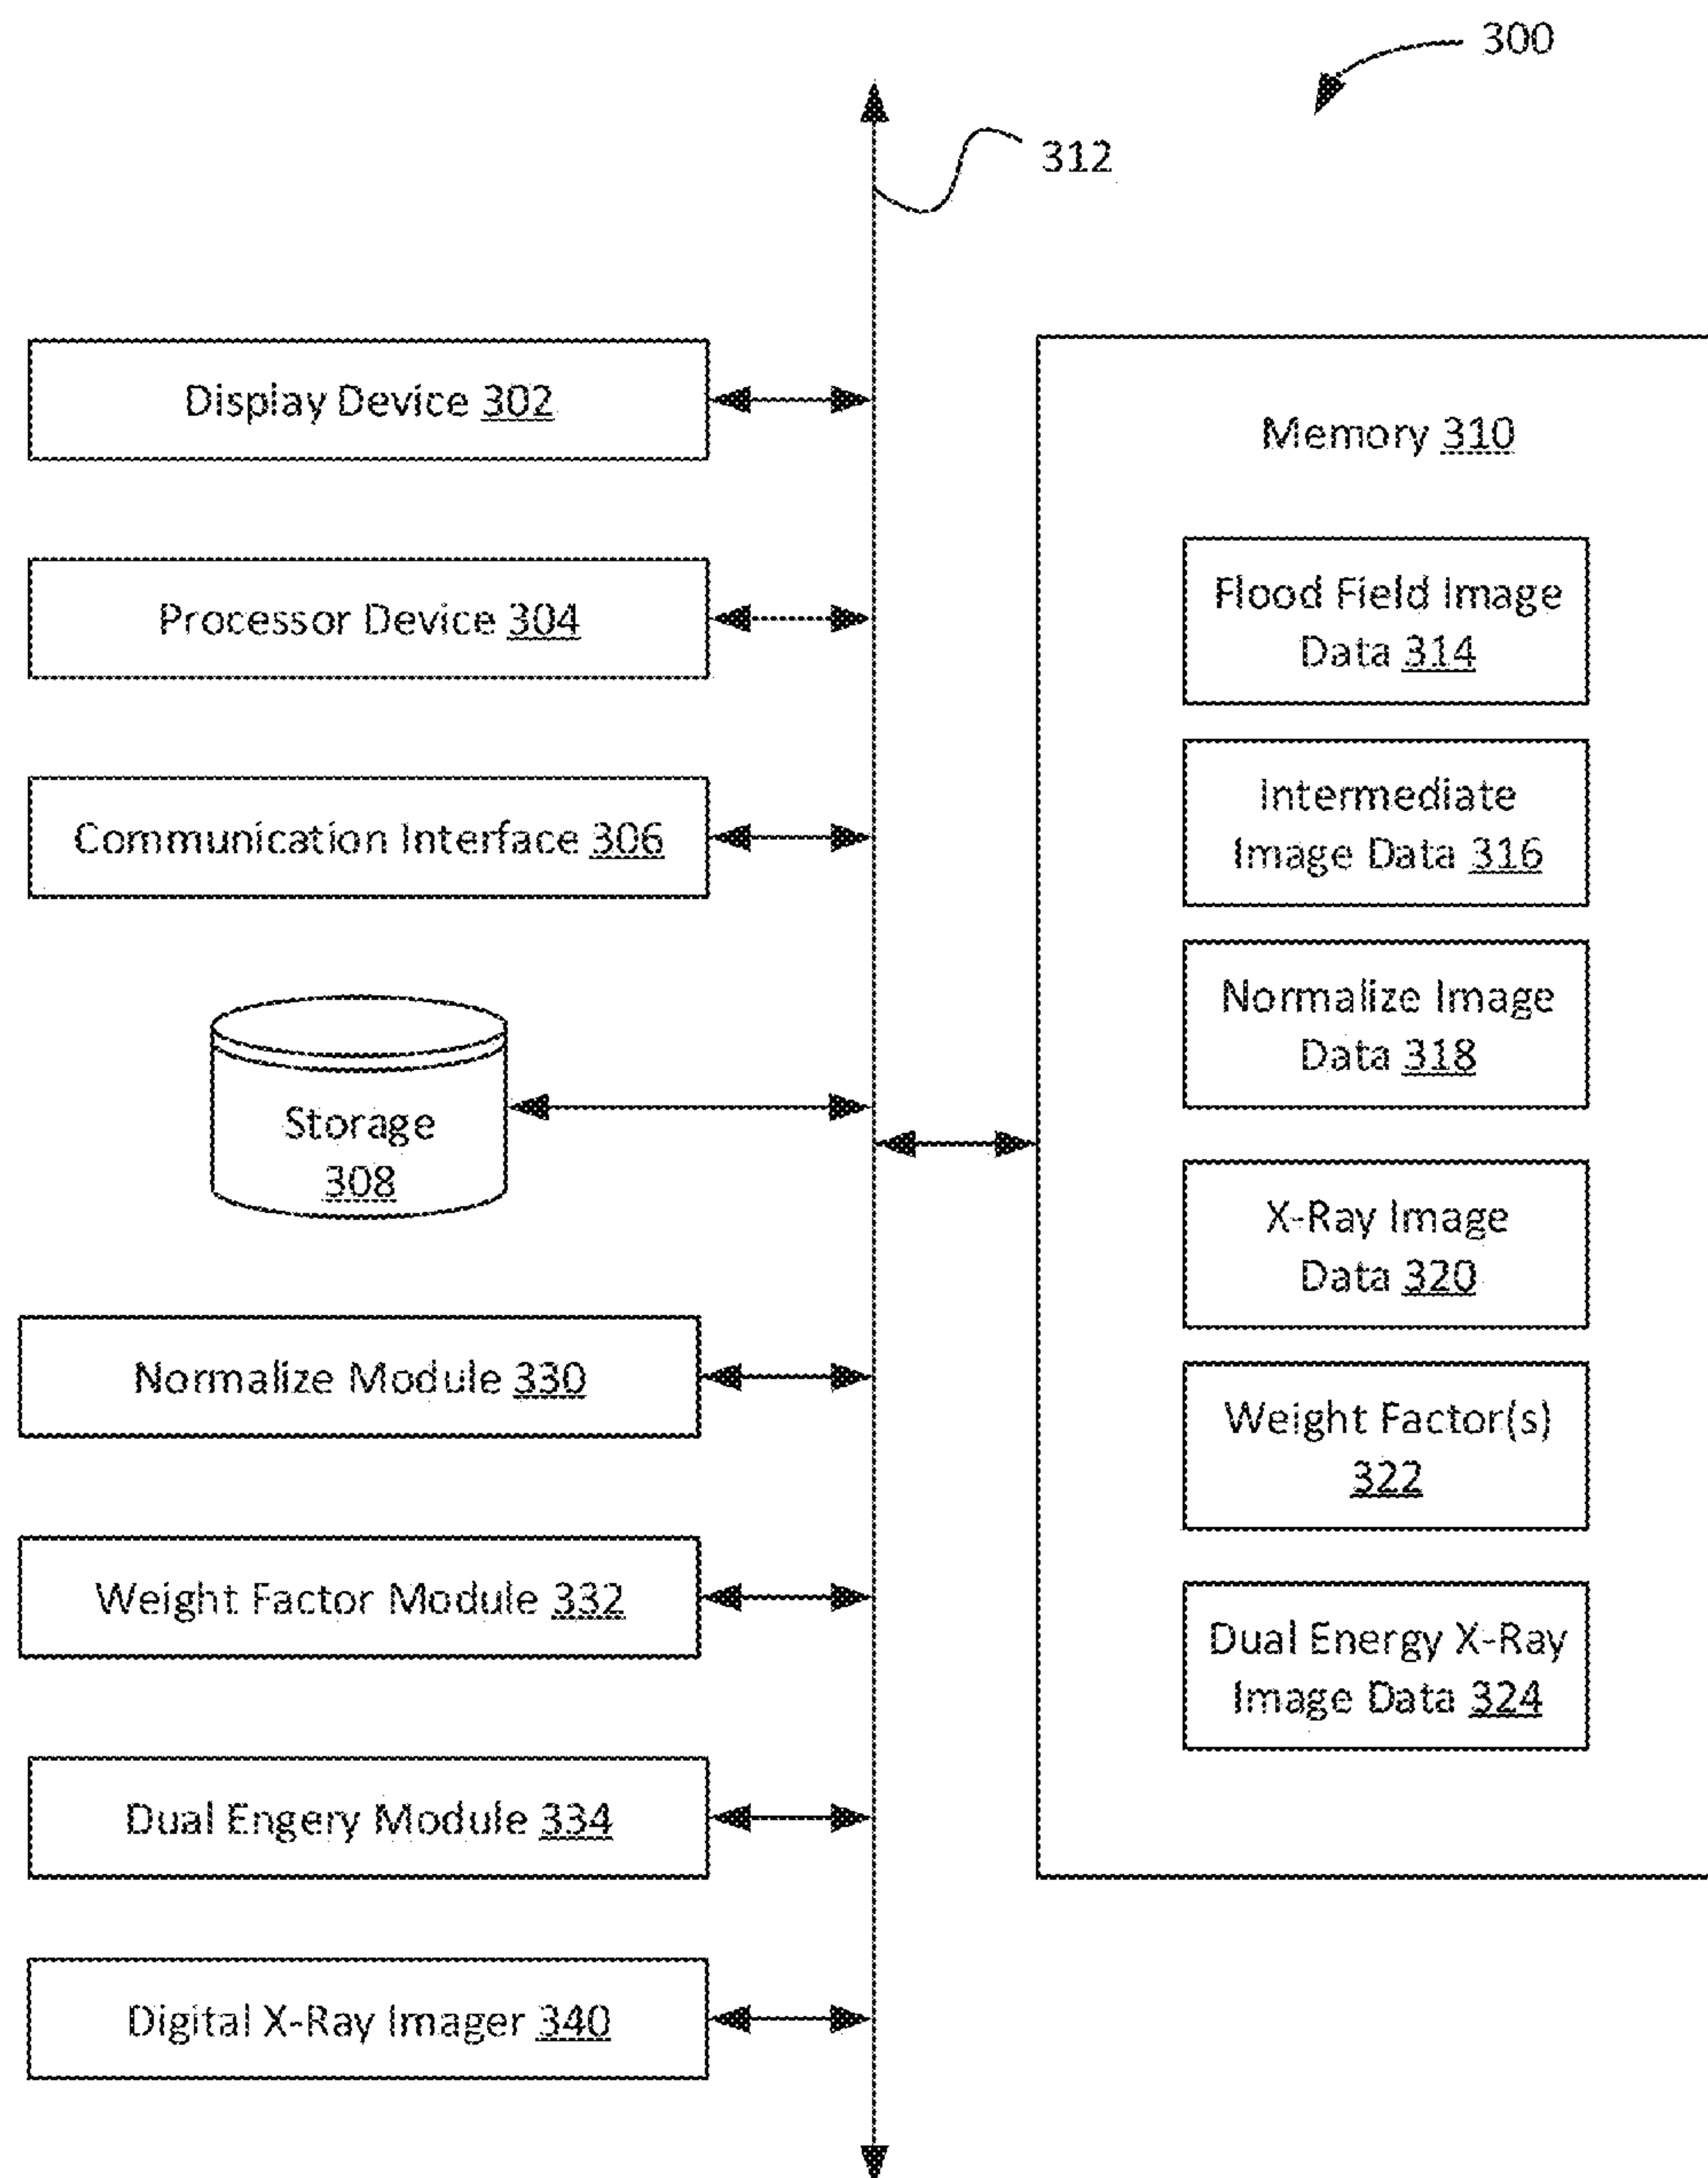 300
312
Display Device 302
Processor Device 304
Communication Interface 306
Storage
308
Normalize Module 330
Weight Factor Module 332
Dual Engery Module 334
Digital X-Ray Imager 340
Memory 310
Flood Field Image
Data 314
Intermediate
Image Data 316
Normalize Image
Data 318
X-Ray Image
Data 320
Weight Factor(s)
322
Dual Energy X-Ray
Image Data 324